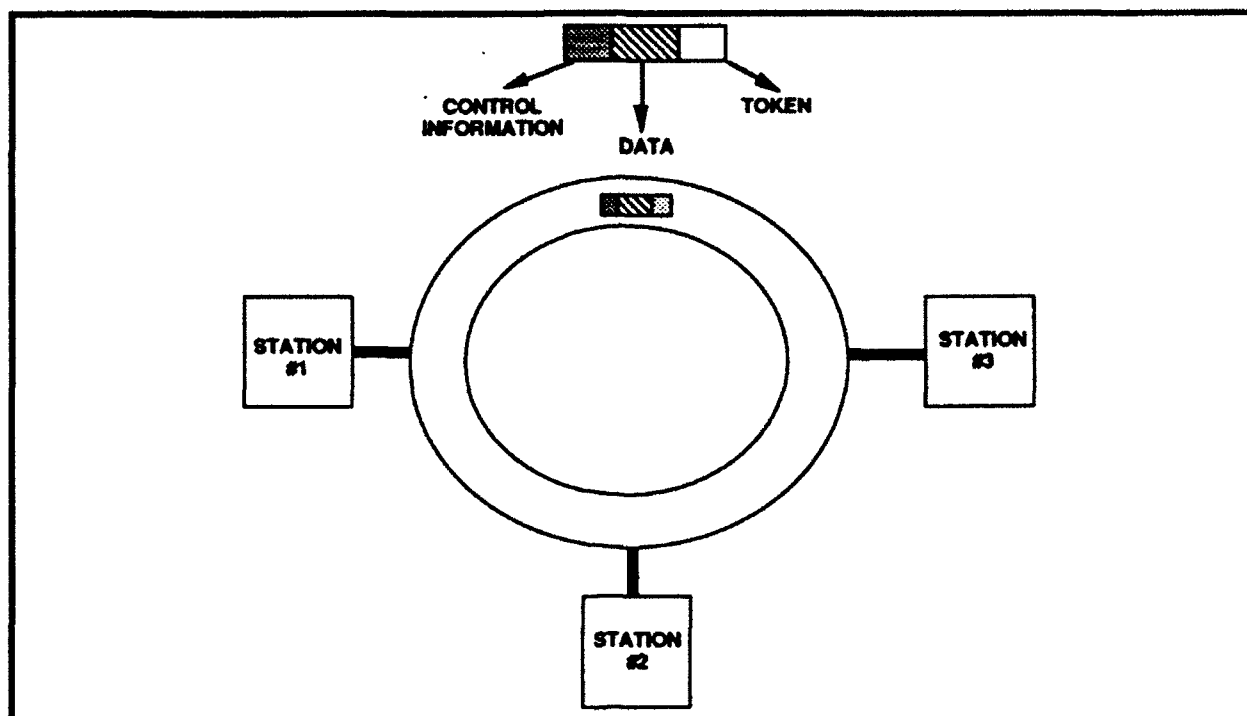 CONTROL
INFORMATION
TOKEN
DATA
STATION
#1
STATION
#3
STATION
#2